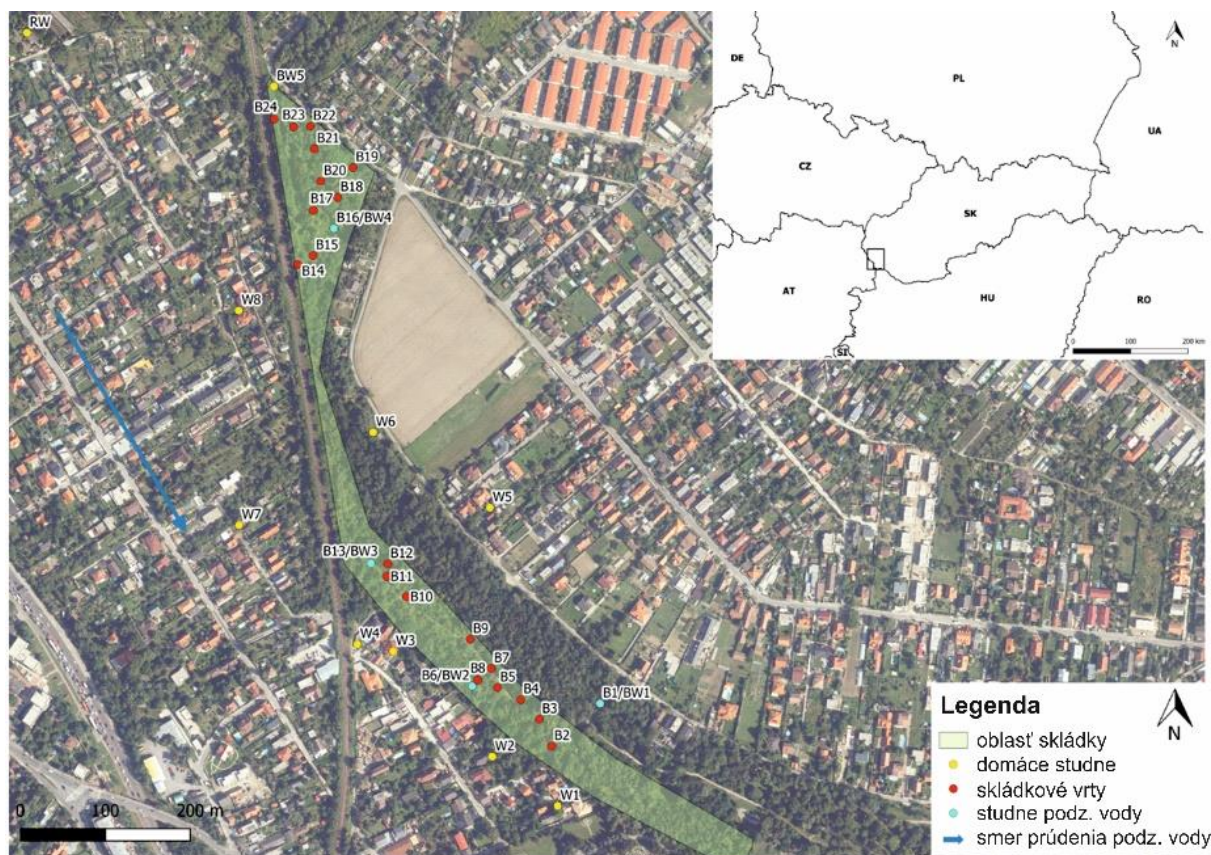 RW
BW5
B24
B23
B22
B21
B19
B20
B18
B17
B16/BW4
B15
B14
W8
W6
W5
W7
B13/BW3
B12
B11
B10
W4
W3
B9
B7
B8
B6/BW2
B5
B4
B1/BW1
B3
B2
W2
W1
0 100 200 m
N
DE
PL
UA
CZ
SK
AT
HU
RO
SI
0 100 200 km
Legenda
N
oblasť skládky
domáce studne
skládkové vrty
studne podz. vody
smer prúdenia podz. vody